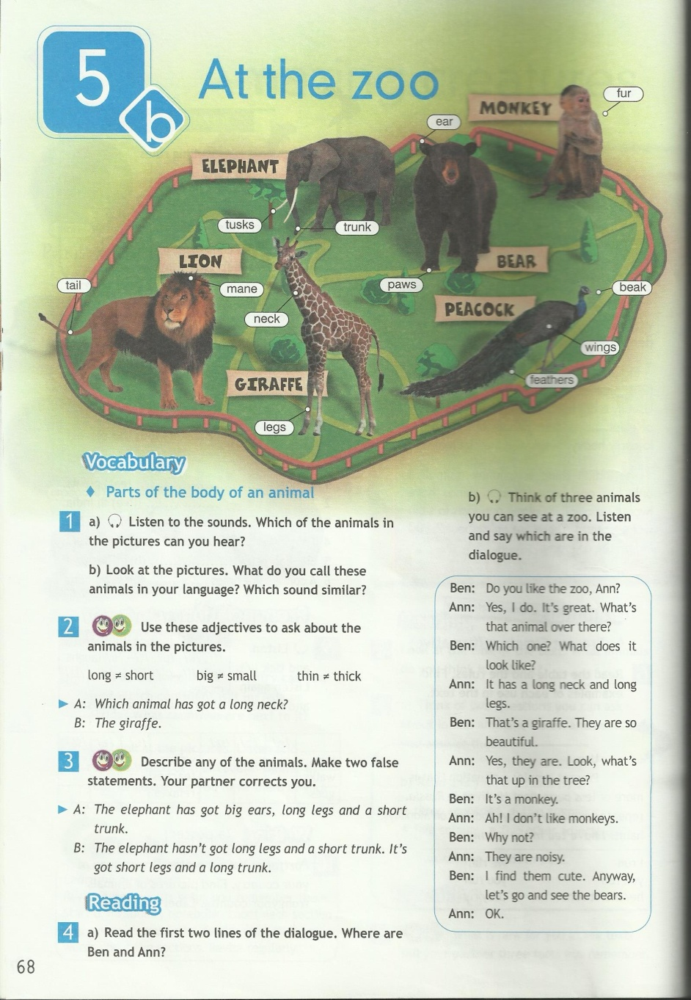 5
b
At the zoo
MONKEY
fur
ear
ELEPHANT
tusks
trunk
LION
BEAR
tail
mane
paws
beak
PEACOCK
neck
wings
GIRAFFE
feathers
legs
Vocabulary
♦ Parts of the body of an animal
1 a) Listen to the sounds. Which of the animals in
the pictures can you hear?
b) Look at the pictures. What do you call these
animals in your language? Which sound similar?
2 Use these adjectives to ask about the
animals in the pictures.
long ≠ short big ≠ small thin ≠ thick
▶ A: Which animal has got a long neck?
B: The giraffe.
3 Describe any of the animals. Make two false
statements. Your partner corrects you.
▶ A: The elephant has got big ears, long legs and a short
trunk.
B: The elephant hasn't got long legs and a short trunk. It's
got short legs and a long trunk.
Reading
4 a) Read the first two lines of the dialogue. Where are
Ben and Ann?
68
b) Think of three animals
you can see at a zoo. Listen
and say which are in the
dialogue.
Ben: Do you like the zoo, Ann?
Ann: Yes, I do. It's great. What's
that animal over there?
Ben: Which one? What does it
look like?
Ann: It has a long neck and long
legs.
Ben: That's a giraffe. They are so
beautiful.
Ann: Yes, they are. Look, what's
that up in the tree?
Ben: It's a monkey.
Ann: Ah! I don't like monkeys.
Ben: Why not?
Ann: They are noisy.
Ben: I find them cute. Anyway,
let's go and see the bears.
Ann: OK.